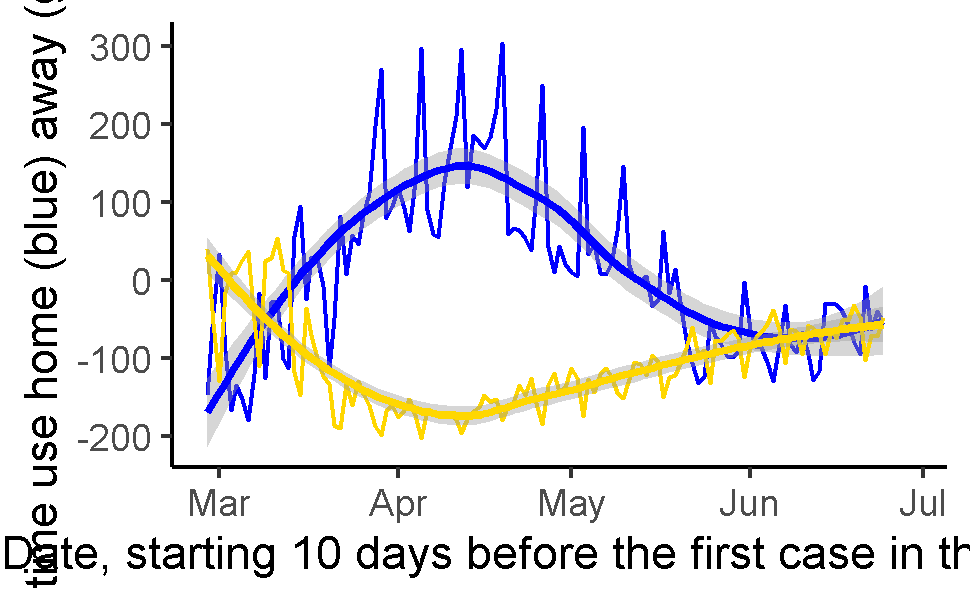 time use home (blue) away (
300
200
100
0
-100
-200
Mar Apr May Jun Jul
Date, starting 10 days before the first case in th